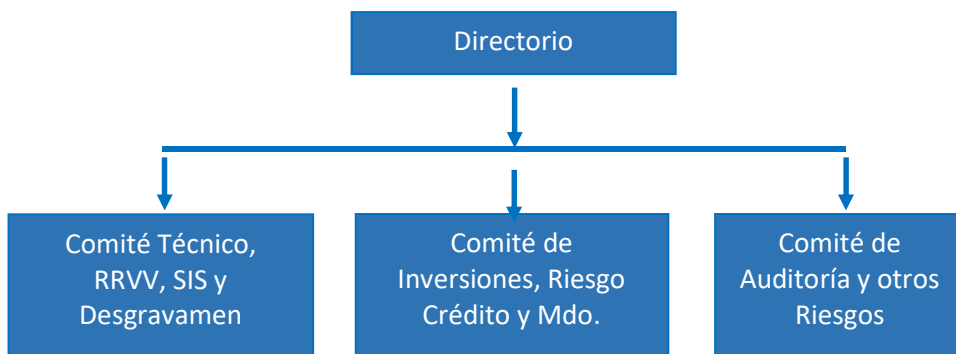 Directorio
Comité Técnico,
RRVV, SIS y
Desgravamen
Comité de
Inversiones, Riesgo
Crédito y Mdo.
Comité de
Auditoría y otros
Riesgos